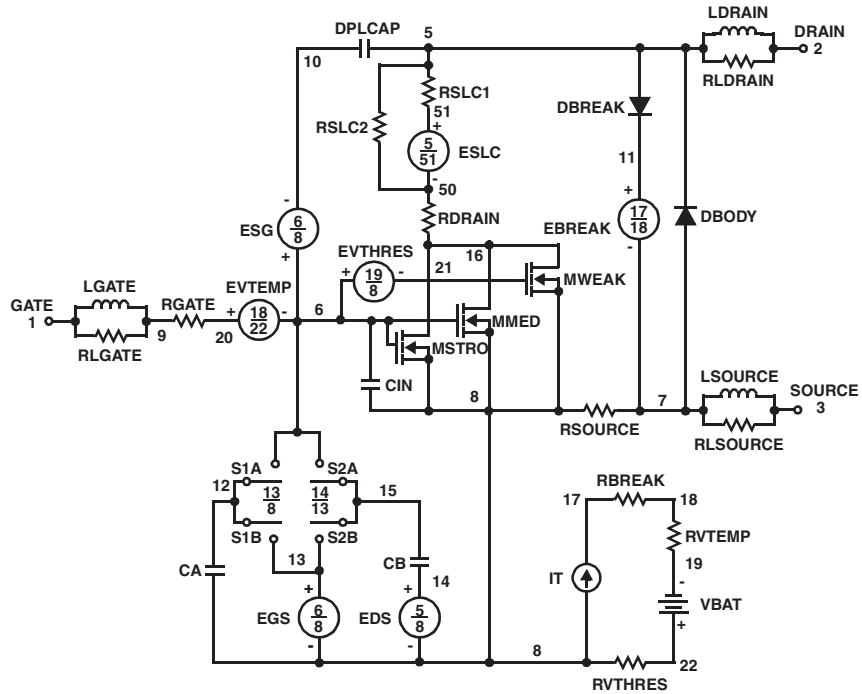 LDRAIN
DPLCAP 5 DRAIN
10 2
RSLC1 RLDRAIN
51
DBREAK
RSLC2 +
5
51
ESLC
11
- 50
- +
17
18
DBODY
RDRAIN
6
8
ESG EBREAK
EVTHRES 16 -
+ + 19
8
- 21
MWEAK
LGATE EVTEMP
GATE RGATE + 18
22
- 6
1 MMED
9 20
MSTRO
RLGATE
LSOURCE
CIN SOURCE
8 7
3
RSOURCE
RLSOURCE
S1A S2A
12 13
8
14
13
15 RBREAK
17 18
S1B S2B
RVTEMP
13 CB
CA 19
IT
+ + 14 -
6
8
5
8
VBAT
EGS EDS +
- - 8
22
RVTHRES